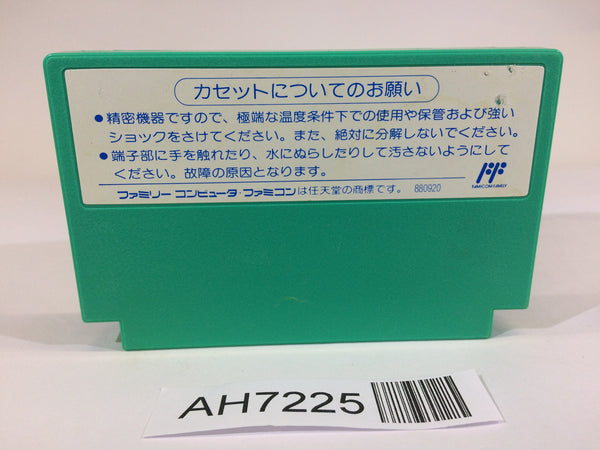 カセットについてのお願い
●精密機器ですので、極端な温度条件下での使用や保管および強い
ショックをさけてください。また、絶対に分解しないでください。
●端子部に手を触れたり、水にぬらしたりして汚さないようにして
ください。故障の原因となります。
ファミリー コンピュータ・ファミコンは任天堂の商標です。 880920
FAMICOM FAMILY
AH7225